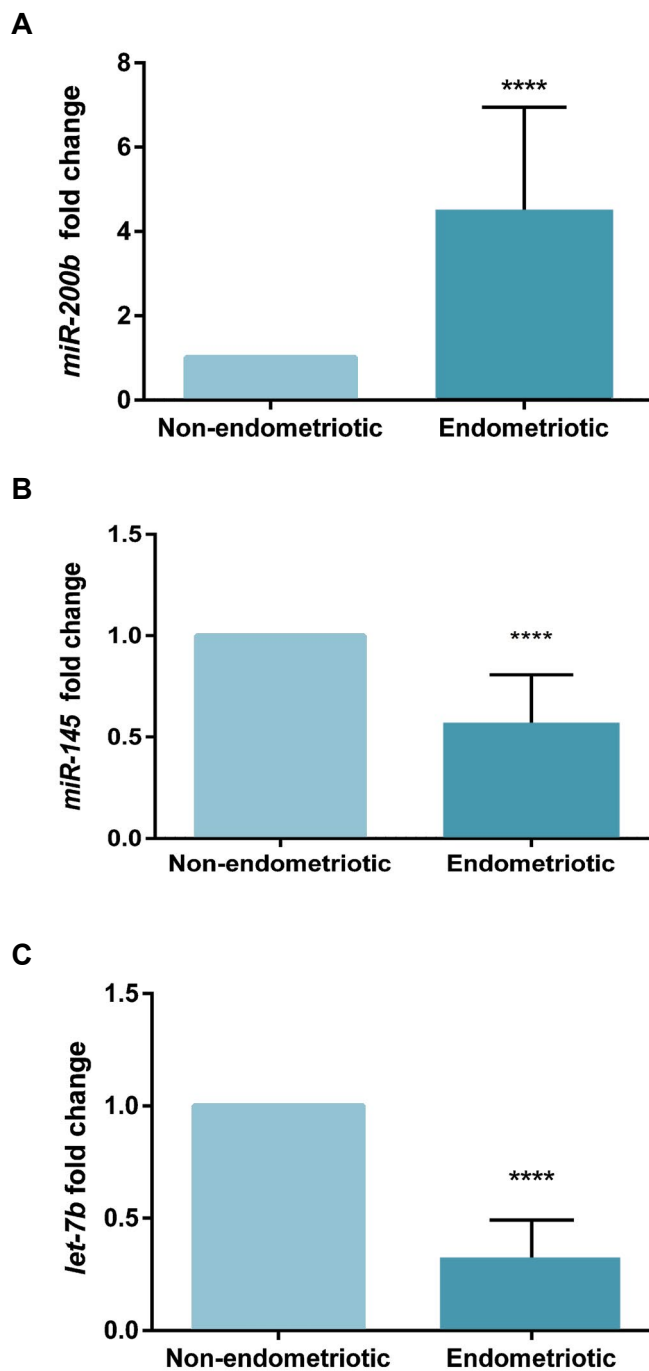 A
miR-200b fold change
8
6
4
2
0
****
Non-endometriotic Endometriotic
B
miR-145 fold change
1.5
1.0
0.5
0.0
****
Non-endometriotic Endometriotic
C
let-7b fold change
1.5
1.0
0.5
0.0
****
Non-endometriotic Endometriotic